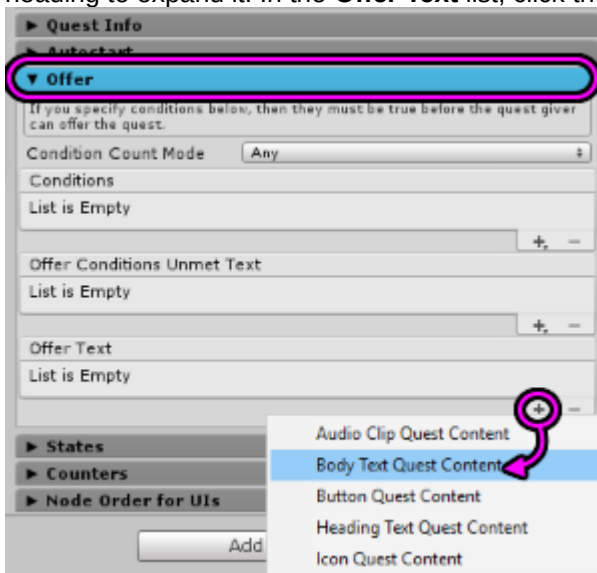 heading to expand it. In the Offer Text list, click th
► Quest Info
► Autostart
▼ Offer
If you specify conditions below, then they must be true before the quest giver
can offer the quest.
Condition Count Mode Any
Conditions
List is Empty
+, −
Offer Conditions Unmet Text
List is Empty
+, −
Offer Text
List is Empty
+ −
Audio Clip Quest Content
► States
Body Text Quest Content
► Counters
Button Quest Content
► Node Order for UIs
Heading Text Quest Content
Add
Icon Quest Content